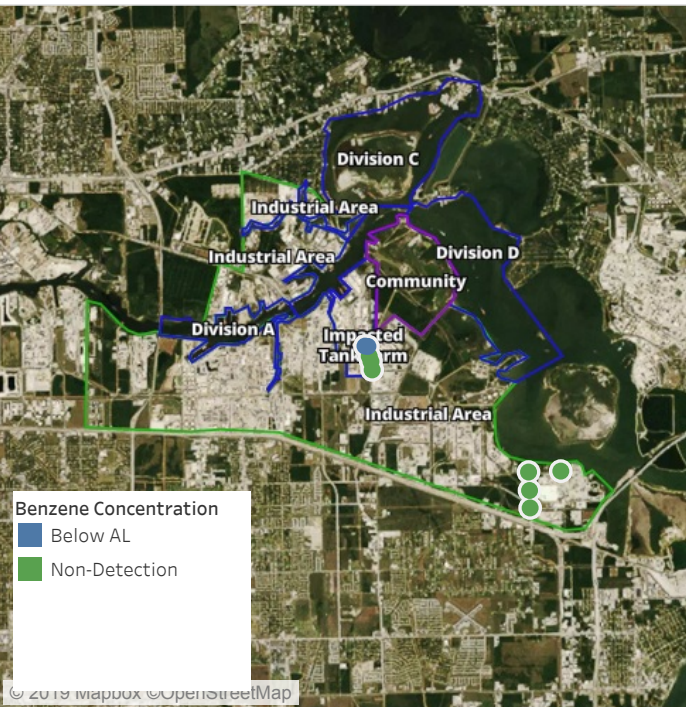 Division C
Industrial Area
Division D
Industrial Area
Community
Division A
Impacted
Tank Farm
Industrial Area
Benzene Concentration
Below AL
Non-Detection
© 2019 Mapbox ©OpenStreetMap